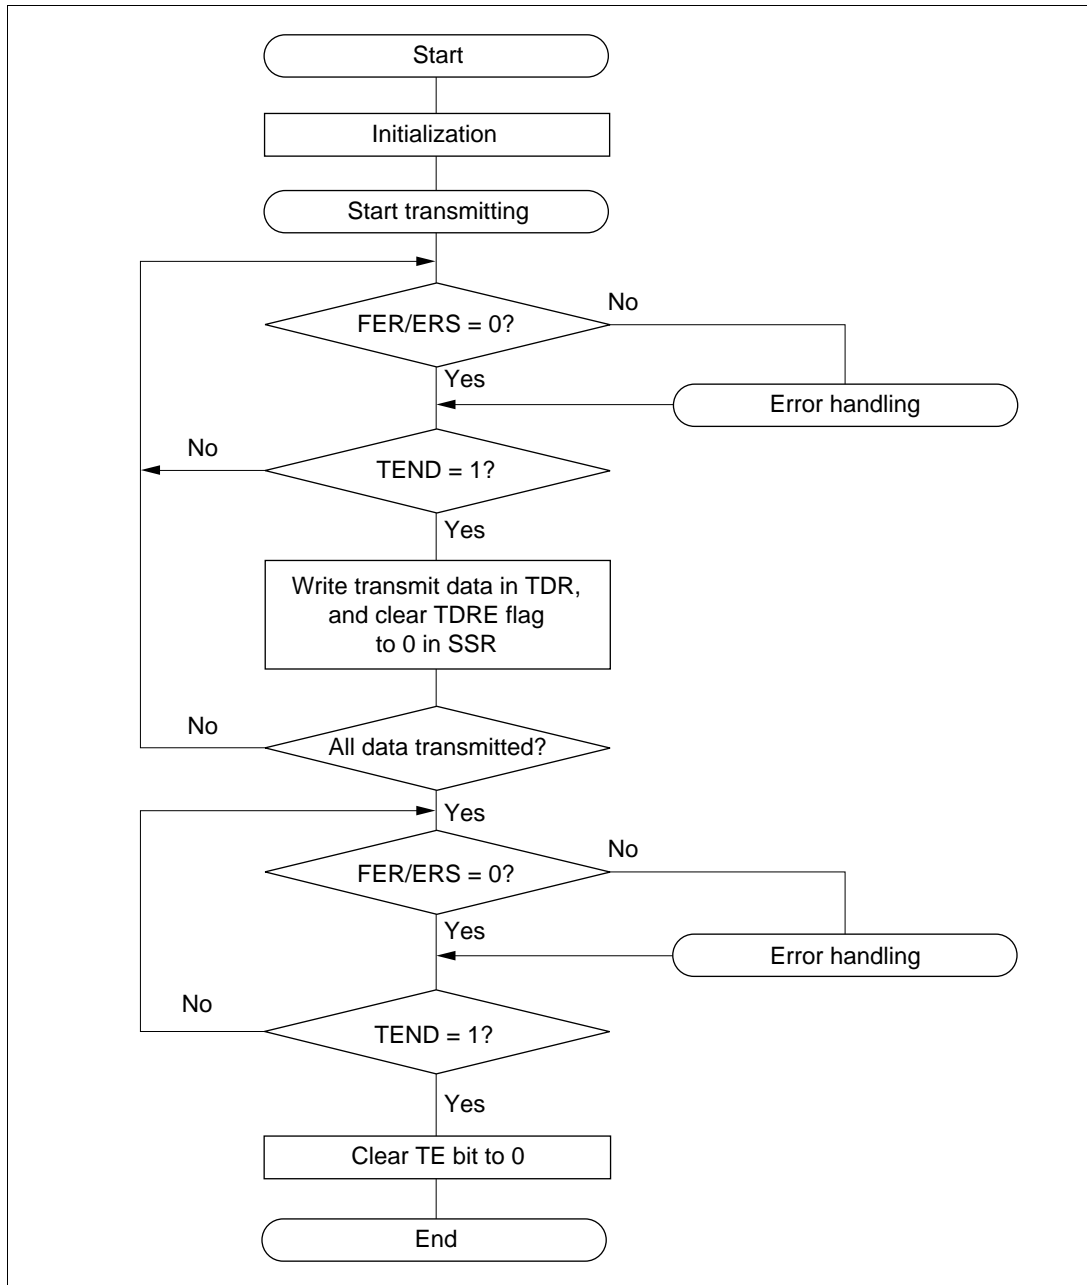 Start
Initialization
Start transmitting
FER/ERS = 0?
No
Yes
Error handling
No
TEND = 1?
Yes
Write transmit data in TDR,
and clear TDRE flag
to 0 in SSR
No
All data transmitted?
Yes
FER/ERS = 0?
No
Yes
Error handling
No
TEND = 1?
Yes
Clear TE bit to 0
End